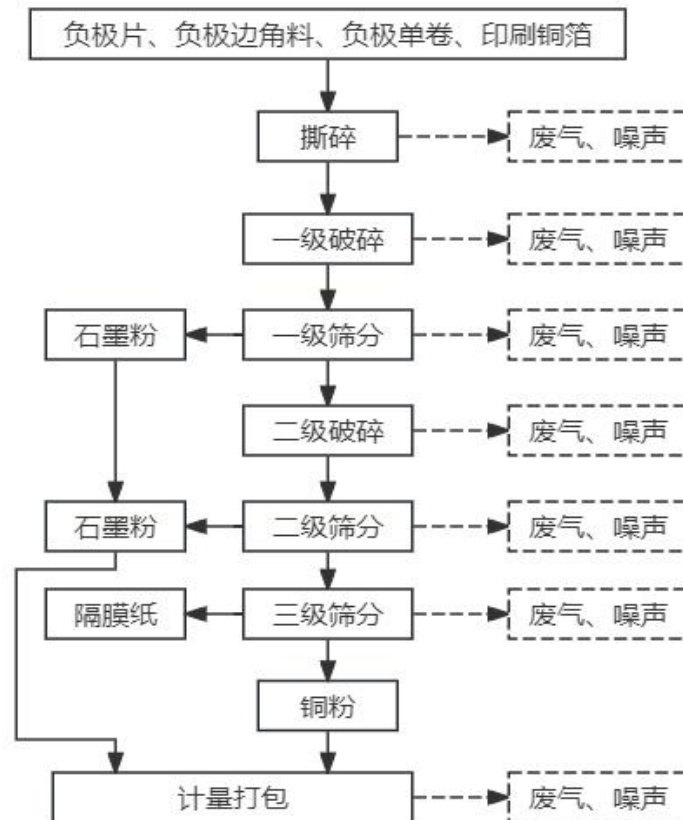 负极片、负极边角料、负极单卷、印刷铜箔
撕碎
废气、噪声
一级破碎
废气、噪声
石墨粉
一级筛分
废气、噪声
二级破碎
废气、噪声
石墨粉
二级筛分
废气、噪声
隔膜纸
三级筛分
废气、噪声
铜粉
计量打包
废气、噪声